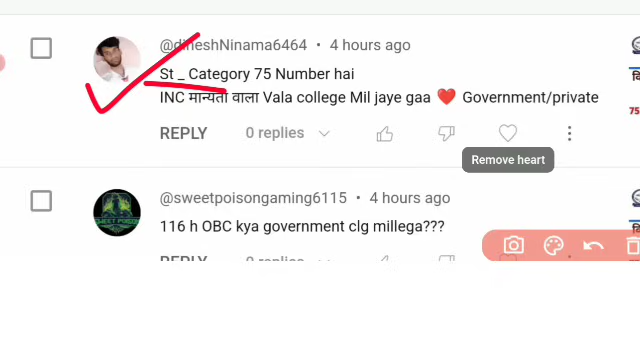 @dineshNinama6464 • 4 hours ago
St _ Category 75 Number hai
INC मान्यता वाला Vala college Mil jaye gaa ❤️ Government/private
REPLY 0 replies
Remove heart
75
@sweetpoisongaming6115 • 4 hours ago
116 h OBC kya government clg millega???
REPLY 0 replies